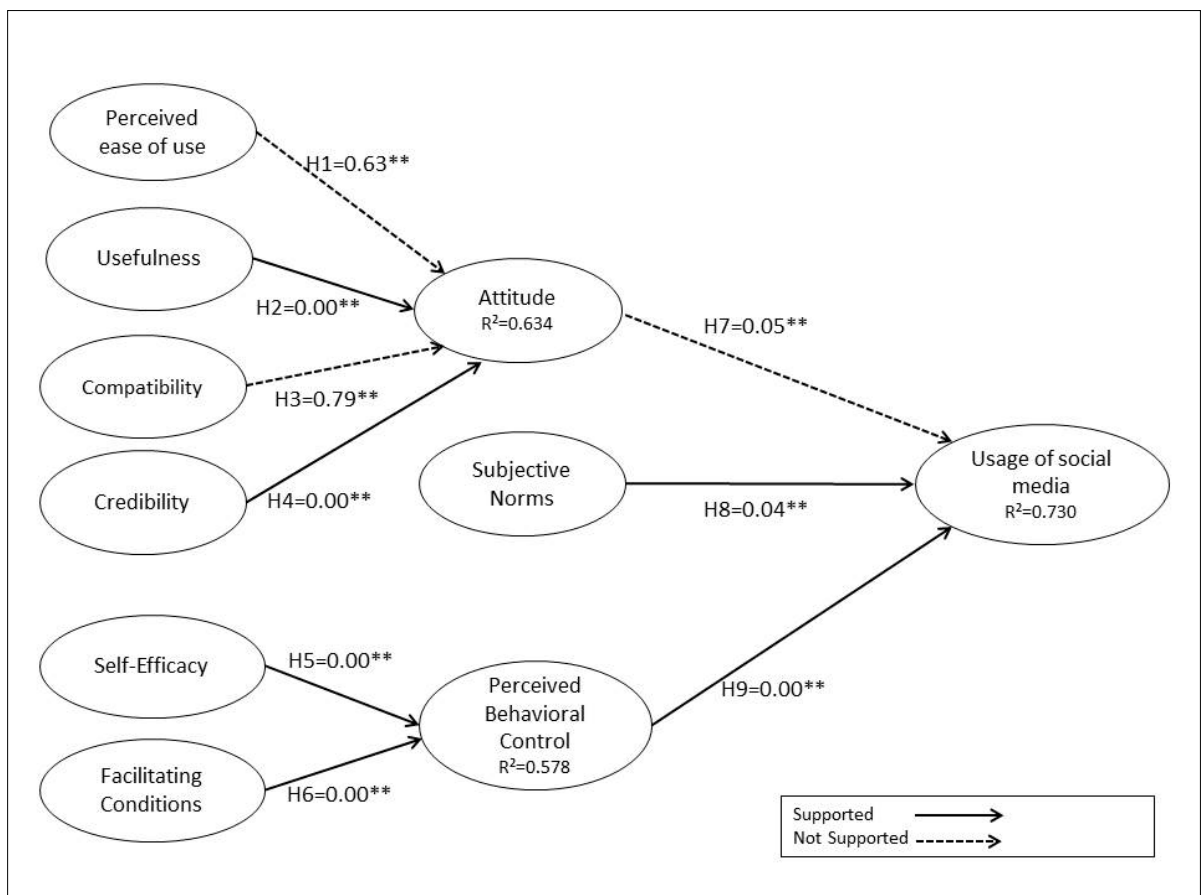 Perceived
ease of use
H1=0.63**
Usefulness
H2=0.00**
Attitude
R²=0.634
H7=0.05**
Compatibility
H3=0.79**
Credibility
H4=0.00**
Subjective
Norms
H8=0.04**
Usage of social
media
R²=0.730
Self-Efficacy
H5=0.00**
Perceived
Behavioral
Control
R²=0.578
H9=0.00**
Facilitating
Conditions
H6=0.00**
Supported
Not Supported